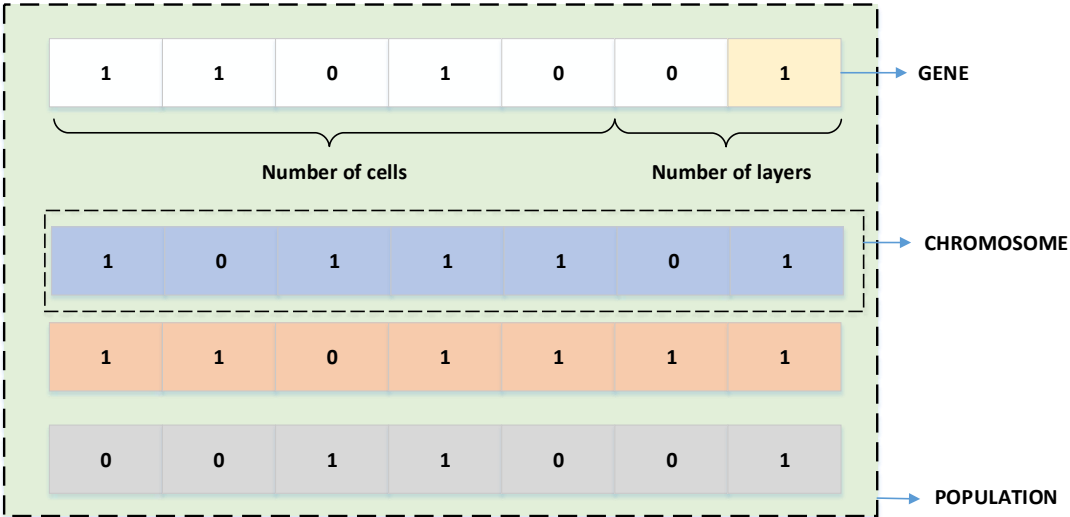 1 1 0 1 0 0 1
GENE
Number of cells
Number of layers
1 0 1 1 1 0 1
CHROMOSOME
1 1 0 1 1 1 1
0 0 1 1 0 0 1
POPULATION